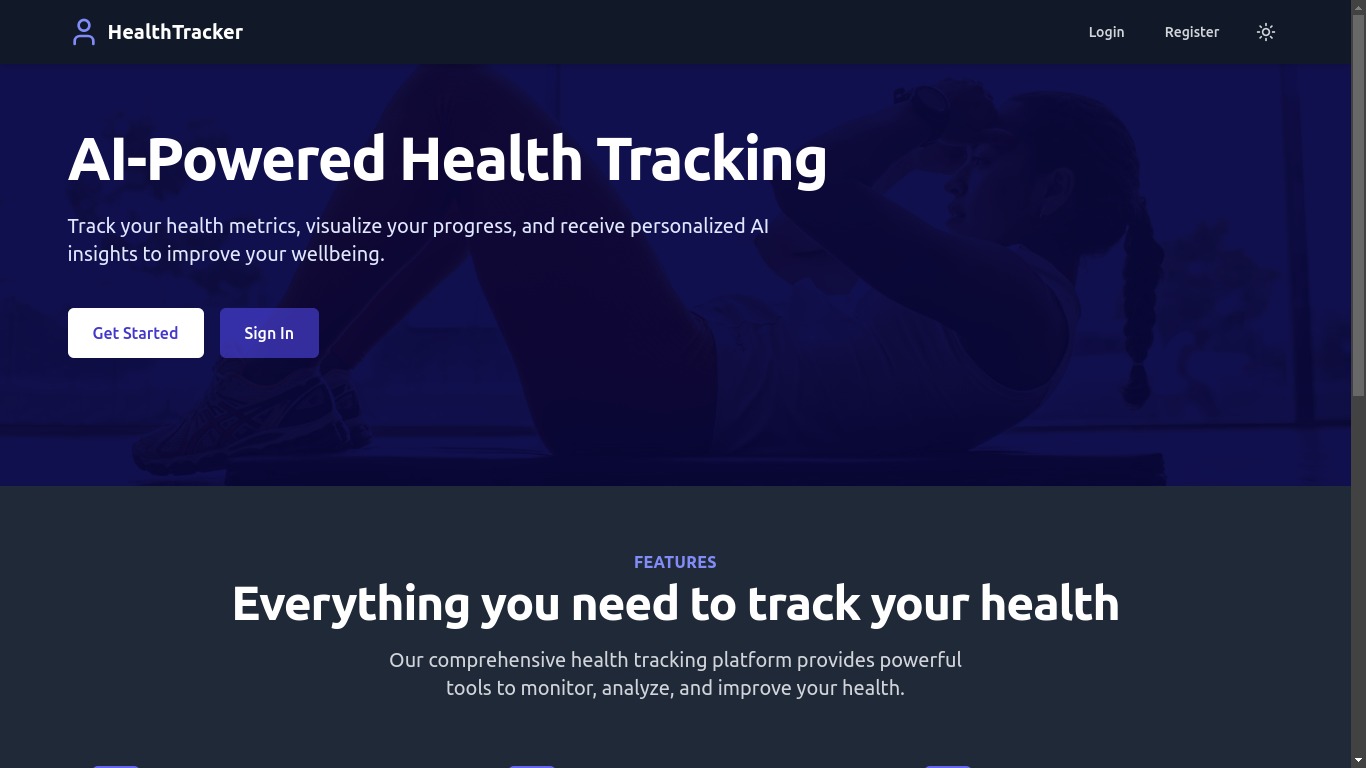 HealthTracker
Login
Register
AI-Powered Health Tracking
Track your health metrics, visualize your progress, and receive personalized AI
insights to improve your wellbeing.
Get Started
Sign In
FEATURES
Everything you need to track your health
Our comprehensive health tracking platform provides powerful
tools to monitor, analyze, and improve your health.